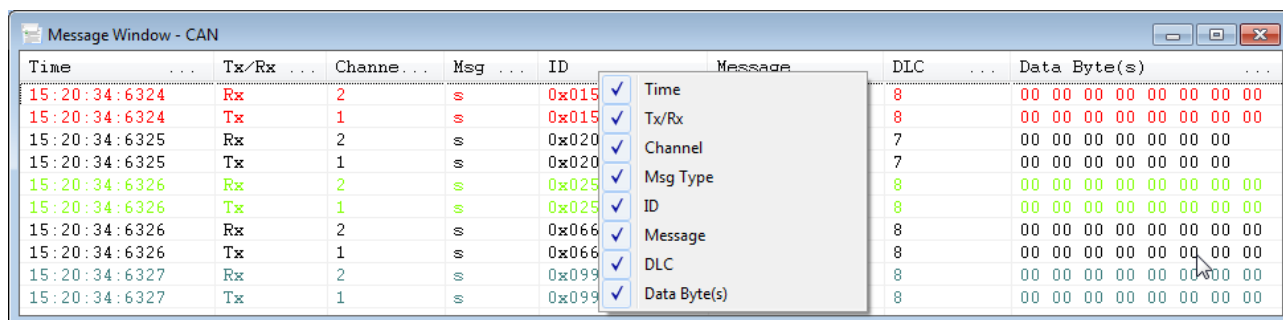 Message Window - CAN
Time ... Tx/Rx ... Channe... Msg ... ID Message DLC ... Data Byte(s) ...
15:20:34:6324 Rx 2 s 0x015 8 00 00 00 00 00 00 00 00
15:20:34:6324 Tx 1 s 0x015 8 00 00 00 00 00 00 00 00
15:20:34:6325 Rx 2 s 0x020 7 00 00 00 00 00 00 00
15:20:34:6325 Tx 1 s 0x020 7 00 00 00 00 00 00 00
15:20:34:6326 Rx 2 s 0x025 8 00 00 00 00 00 00 00 00
15:20:34:6326 Tx 1 s 0x025 8 00 00 00 00 00 00 00 00
15:20:34:6326 Rx 2 s 0x066 8 00 00 00 00 00 00 00 00
15:20:34:6326 Tx 1 s 0x066 8 00 00 00 00 00 00 00 00
15:20:34:6327 Rx 2 s 0x099 8 00 00 00 00 00 00 00 00
15:20:34:6327 Tx 1 s 0x099 8 00 00 00 00 00 00 00 00
Time
Tx/Rx
Channel
Msg Type
ID
Message
DLC
Data Byte(s)